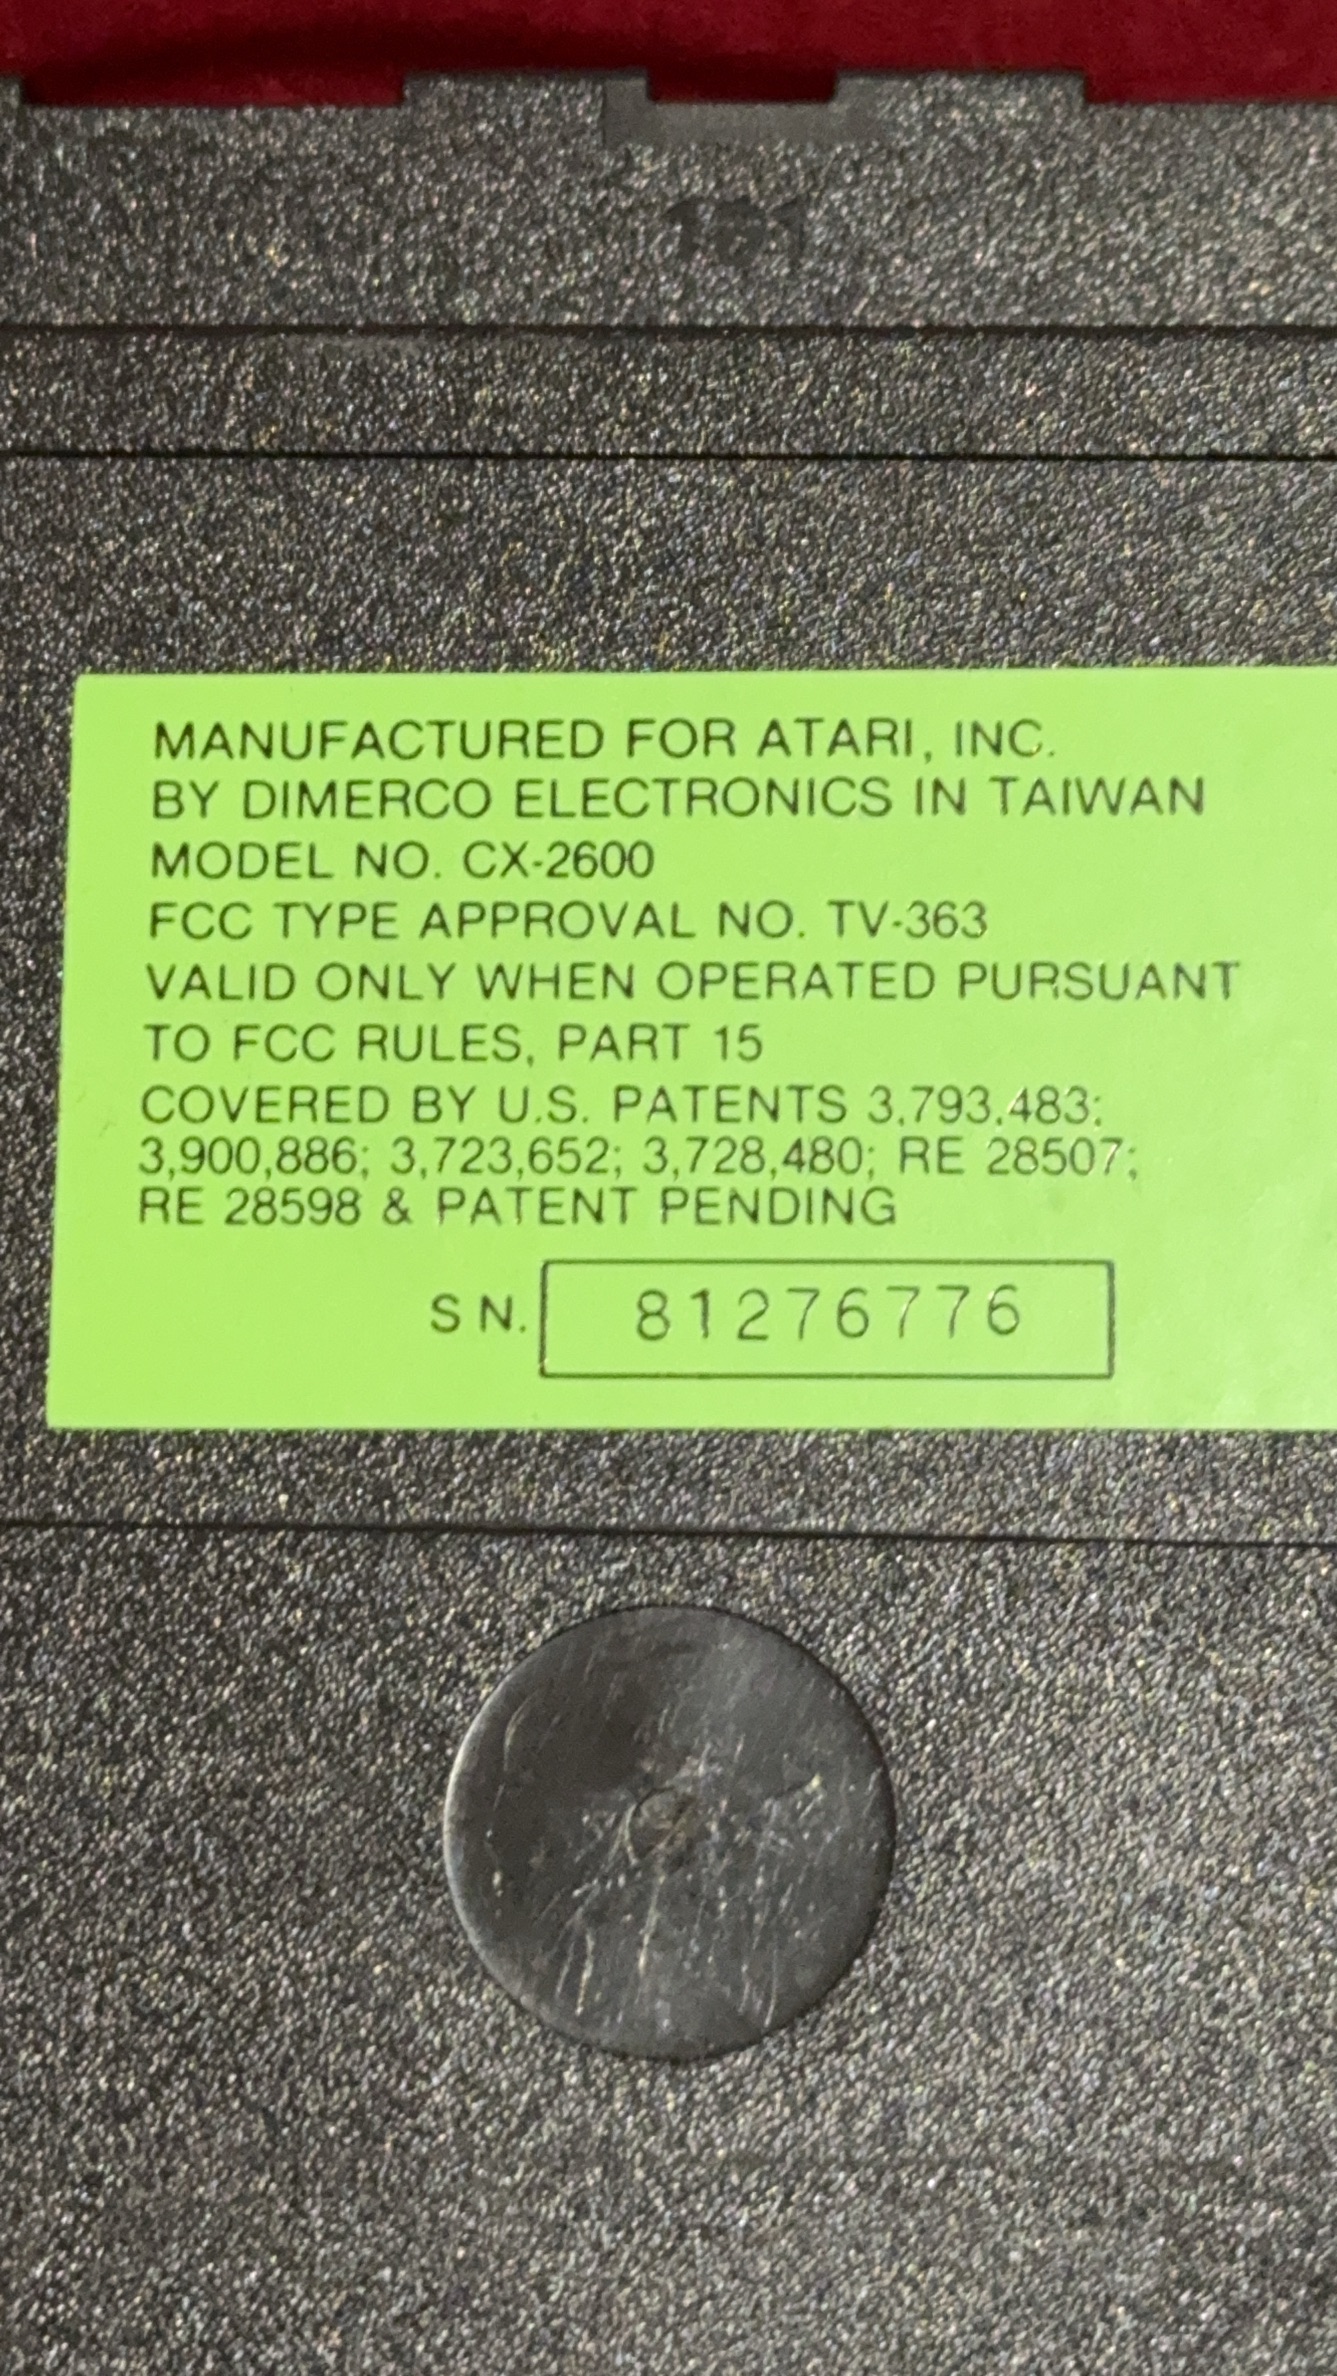 MANUFACTURED FOR ATARI, INC.
BY DIMERCO ELECTRONICS IN TAIWAN
MODEL NO. CX-2600
FCC TYPE APPROVAL NO. TV-363
VALID ONLY WHEN OPERATED PURSUANT
TO FCC RULES, PART 15
COVERED BY U.S. PATENTS 3,793,483;
3,900,886; 3,723,652; 3,728,480; RE 28507;
RE 28598 & PATENT PENDING
S N. 81276776